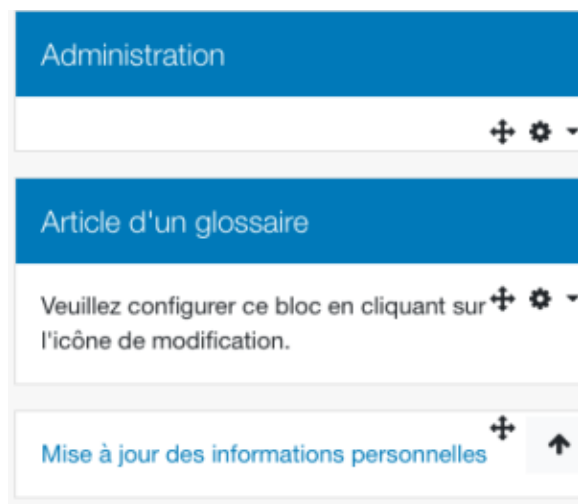 Administration
Article d'un glossaire
Veuillez configurer ce bloc en cliquant sur
l'icône de modification.
Mise à jour des informations personnelles